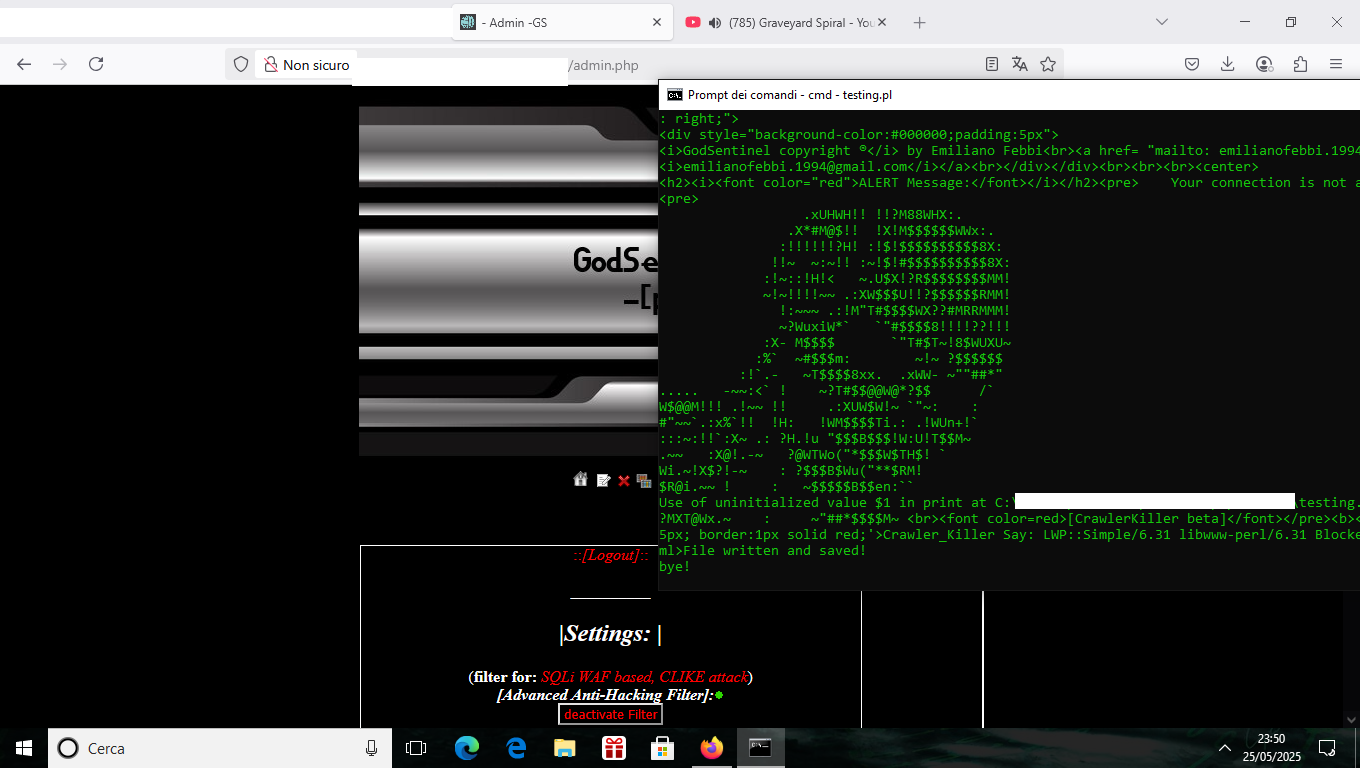 - Admin -GS
(785) Graveyard Spiral - You
Non sicuro
/admin.php
Prompt dei comandi - cmd - testing.pl
: right;">
<div style="background-color:#000000;padding:5px">
<i>GodSentinel copyright ®</i> by Emiliano Febbi<br><a href= "mailto: emilianofebbi.1994
<i>emilianofebbi.1994@gmail.com</i></a><br></div></div><br><br><br><center>
<h2><i><font color="red">ALERT Message:</font></i></h2><pre>    Your connection is not a
<pre>
.xUHWH!! !!?M88WHX:.
.X*#M@$!!  !X!M$$$$$$WWx:.
:!!!!!!?H! :!$!$$$$$$$$$$8X:
!!~  ~:~!! :~!$!#$$$$$$$$$$8X:
:!~::!H!<   ~.U$X!?R$$$$$$$$MM!
~!~!!!!~~ .:XW$$$U!!?$$$$$$RMM!
!:~~~ .:!M"T#$$$$WX??#MRRMMM!
~?WuxiW*`   `"#$$$$8!!!!??!!!
:X- M$$$$       `"T#$T~!8$WUXU~
:%`  ~#$$$m:        ~!~ ?$$$$$$
:!`.-   ~T$$$$8xx.  .xWW- ~""##*"
.....   -~~:<` !    ~?T#$$@@W@*?$$      /`
W$@@M!!! .!~~ !!     .:XUW$W!~ `"~:    :
#"~~`.:x%`!!  !H:   !WM$$$$Ti.: .!WUn+!`
:::~:!!`:X~ .: ?H.!u "$$$B$$$!W:U!T$$M~
.~~   :X@!.-~   ?@WTWo("*$$$W$TH$! `
Wi.~!X$?!-~    : ?$$$B$Wu("**$RM!
$R@i.~~ !     :   ~$$$$$B$$en:``
Use of uninitialized value $1 in print at C:\
\testing.
?MXT@Wx.~    :     ~"##*$$$$M~ <br><font color=red>[CrawlerKiller beta]</font></pre><b><
5px; border:1px solid red;'>Crawler_Killer Say: LWP::Simple/6.31 libwww-perl/6.31 Blocke
ml>File written and saved!
bye!
GodSe
-[p
::[Logout]::
|Settings: |
(filter for: SQLi WAF based, CLIKE attack)
[Advanced Anti-Hacking Filter]:
deactivate Filter
Cerca
23:50
25/05/2025